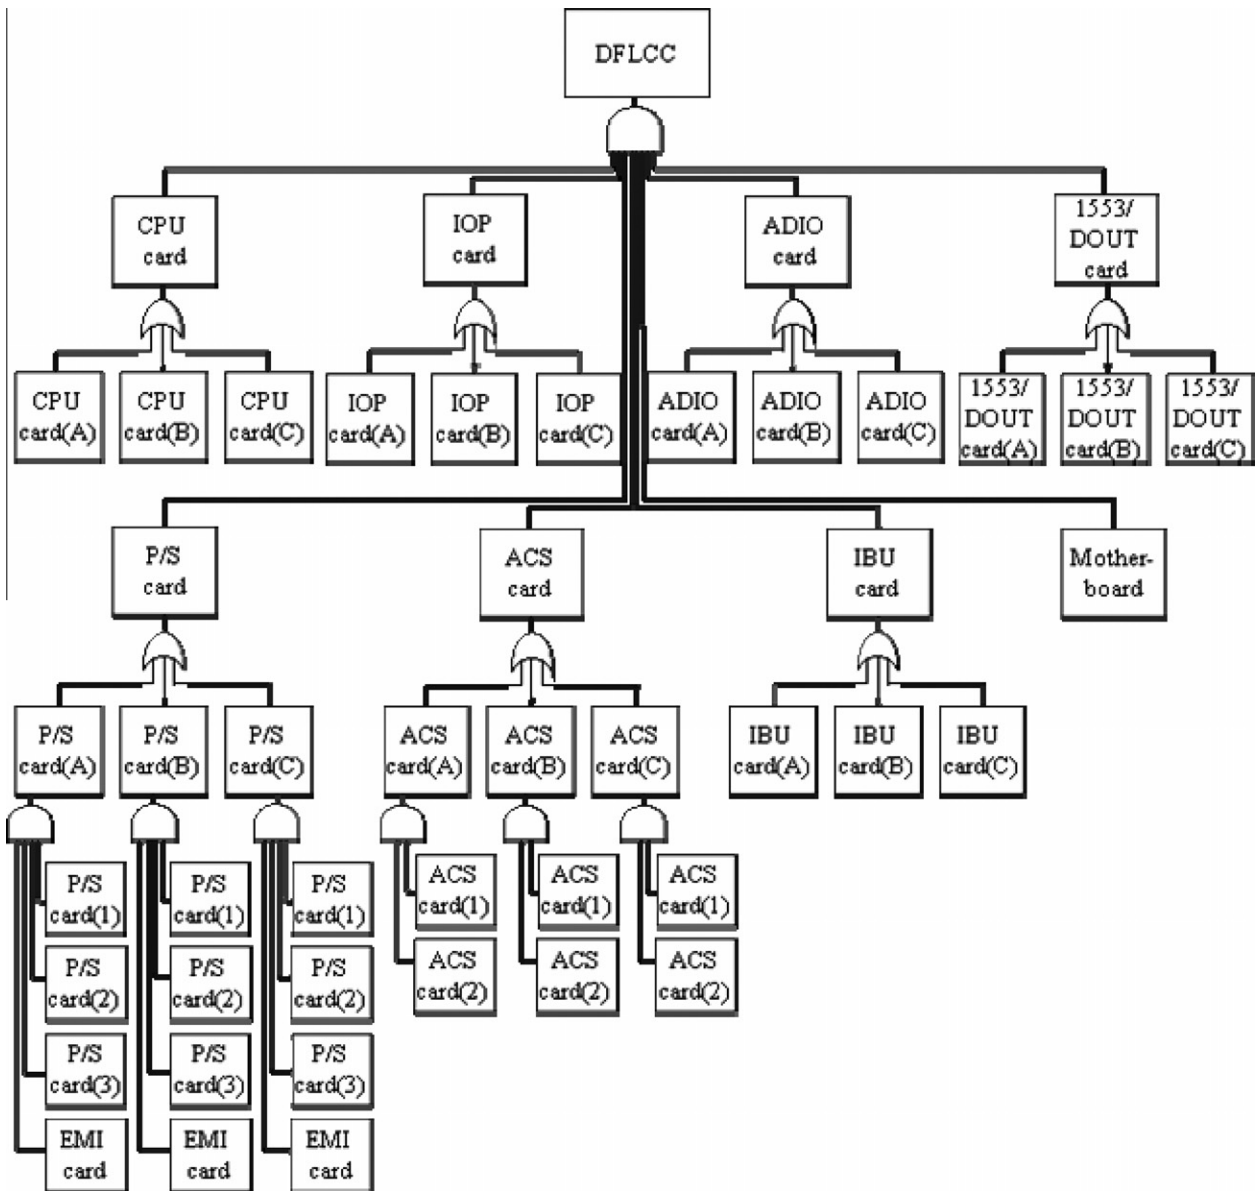 DFLCC
CPU
card
IOP
card
ADIO
card
1553/
DOUT
card
CPU
card(A)
CPU
card(B)
CPU
card(C)
IOP
card(A)
IOP
card(B)
IOP
card(C)
ADIO
card(A)
ADIO
card(B)
ADIO
card(C)
1553/
DOUT
card(A)
1553/
DOUT
card(B)
1553/
DOUT
card(C)
P/S
card
ACS
card
IBU
card
Mother-
board
P/S
card(A)
P/S
card(B)
P/S
card(C)
ACS
card(A)
ACS
card(B)
ACS
card(C)
IBU
card(A)
IBU
card(B)
IBU
card(C)
P/S
card(1)
P/S
card(2)
P/S
card(3)
EMI
card
P/S
card(1)
P/S
card(2)
P/S
card(3)
EMI
card
P/S
card(1)
P/S
card(2)
P/S
card(3)
EMI
card
ACS
card(1)
ACS
card(2)
ACS
card(1)
ACS
card(2)
ACS
card(1)
ACS
card(2)